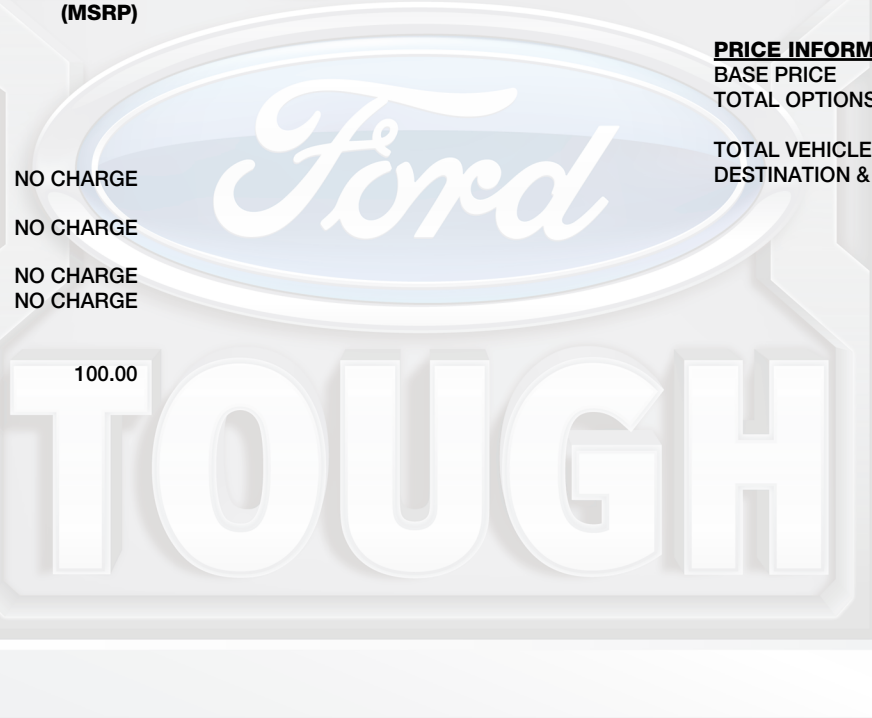 (MSRP)
NO CHARGE
NO CHARGE
NO CHARGE
NO CHARGE
100.00
PRICE INFORM
BASE PRICE
TOTAL OPTIONS
TOTAL VEHICLE
DESTINATION &
Ford
TOUGH